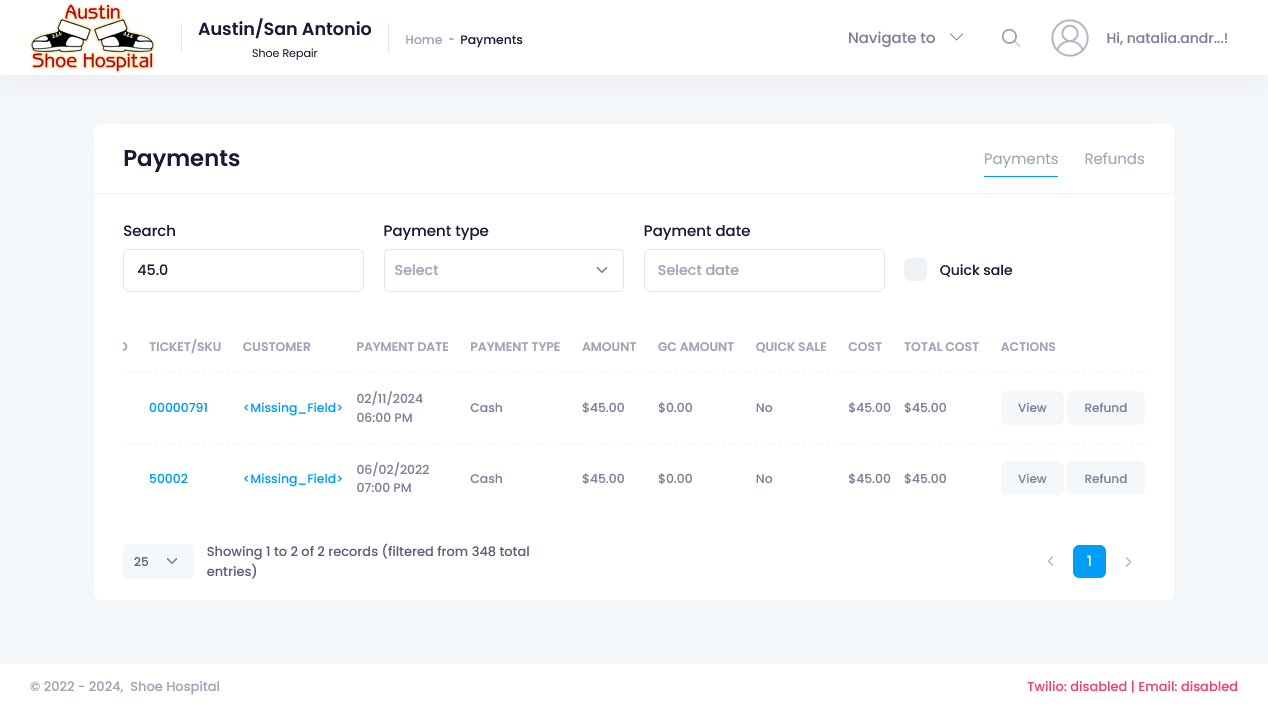 Austin
Shoe Hospital
Austin/San Antonio
Shoe Repair
Home - Payments
Navigate to
Hi, natalia.andr...!
Payments
Payments Refunds
Search Payment type Payment date
45.0 Select Select date Quick sale
TICKET/SKU CUSTOMER PAYMENT DATE PAYMENT TYPE AMOUNT GC AMOUNT QUICK SALE COST TOTAL COST ACTIONS
00000791 <Missing_Field> 02/11/2024 06:00 PM Cash $45.00 $0.00 No $45.00 $45.00 View Refund
50002 <Missing_Field> 06/02/2022 07:00 PM Cash $45.00 $0.00 No $45.00 $45.00 View Refund
25 Showing 1 to 2 of 2 records (filtered from 348 total
entries)
< 1 >
© 2022 - 2024, Shoe Hospital
Twilio: disabled | Email: disabled